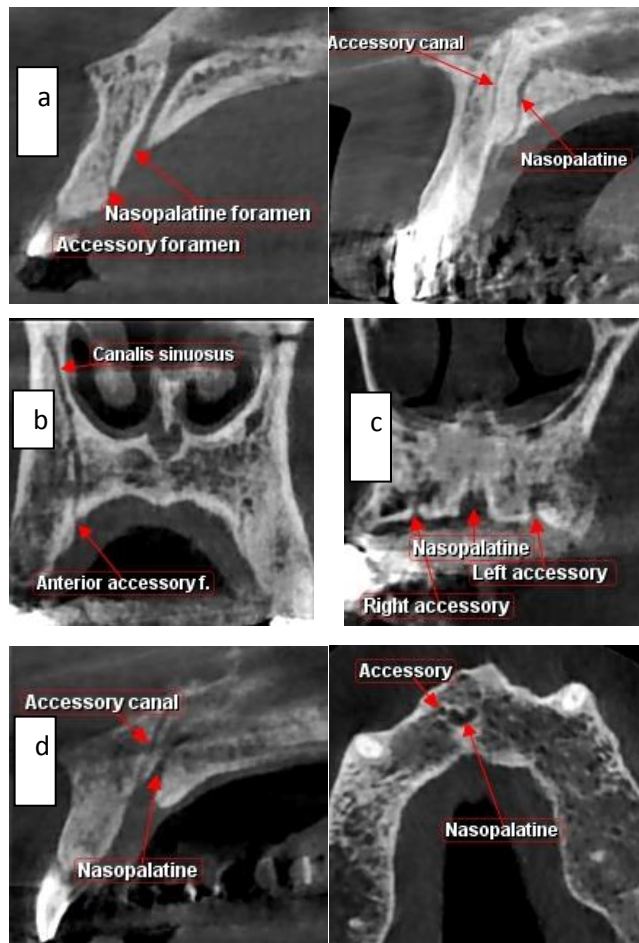 a
Nasopalatine foramen
Accessory foramen
Accessory canal
Nasopalatine
b
Canalis sinuosus
Anterior accessory f.
c
Nasopalatine
Left accessory
Right accessory
d
Accessory canal
Nasopalatine
Accessory
Nasopalatine